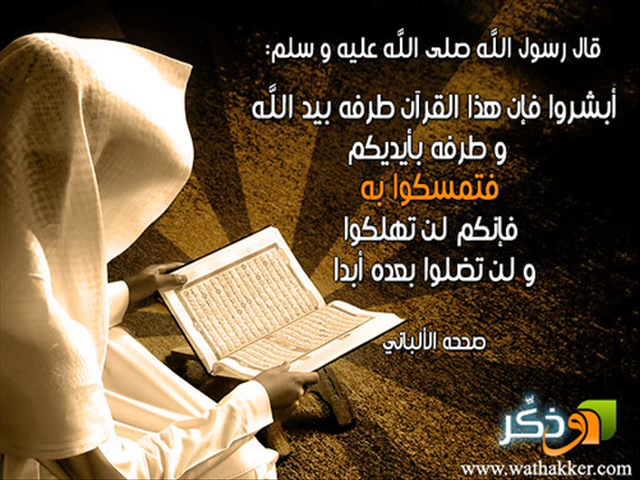 قال رسول الله صلى الله عليه و سلم:
أبشروا فإن هذا القرآن طرفه بيد الله
و طرفه بأيديكم
فتمسكوا به
فإنكم لن تهلكوا
و لن تضلوا بعده أبدا
صححه الألباني
وذكّر
www.wathakker.com